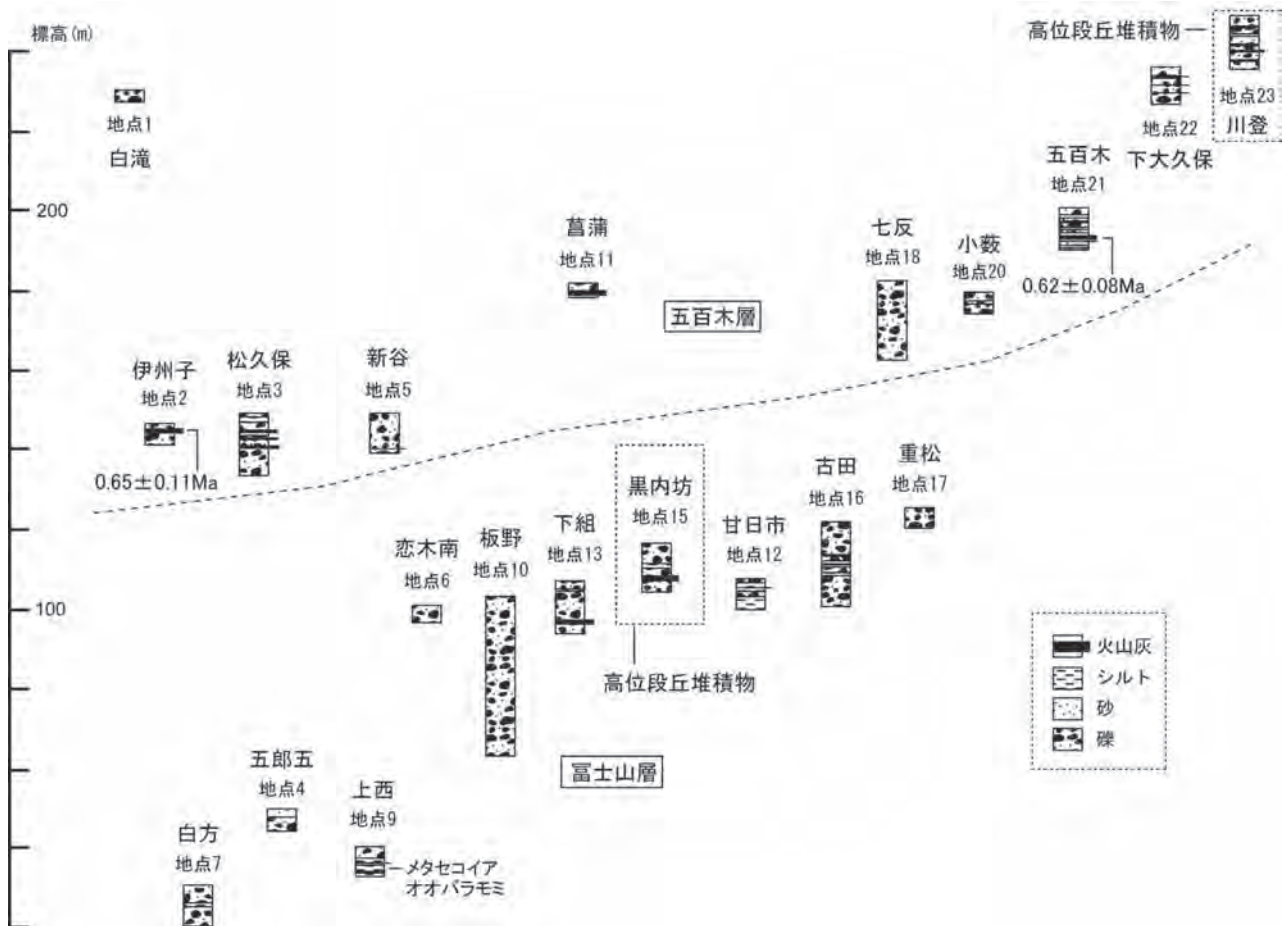 標高(m)
高位段丘堆積物
地点23
川登
地点1
白滝
地点22
下大久保
五百木
地点21
200
菖蒲
地点11
七反
地点18
小薮
地点20
0.62±0.08Ma
五百木層
伊州子
地点2
松久保
地点3
新谷
地点5
0.65±0.11Ma
黒内坊
地点15
古田
地点16
重松
地点17
恋木南
地点6
板野
地点10
下組
地点13
甘日市
地点12
100
高位段丘堆積物
火山灰
シルト
砂
礫
五郎五
地点4
上西
地点9
冨士山層
白方
地点7
メタセコイア
オオバラモミ